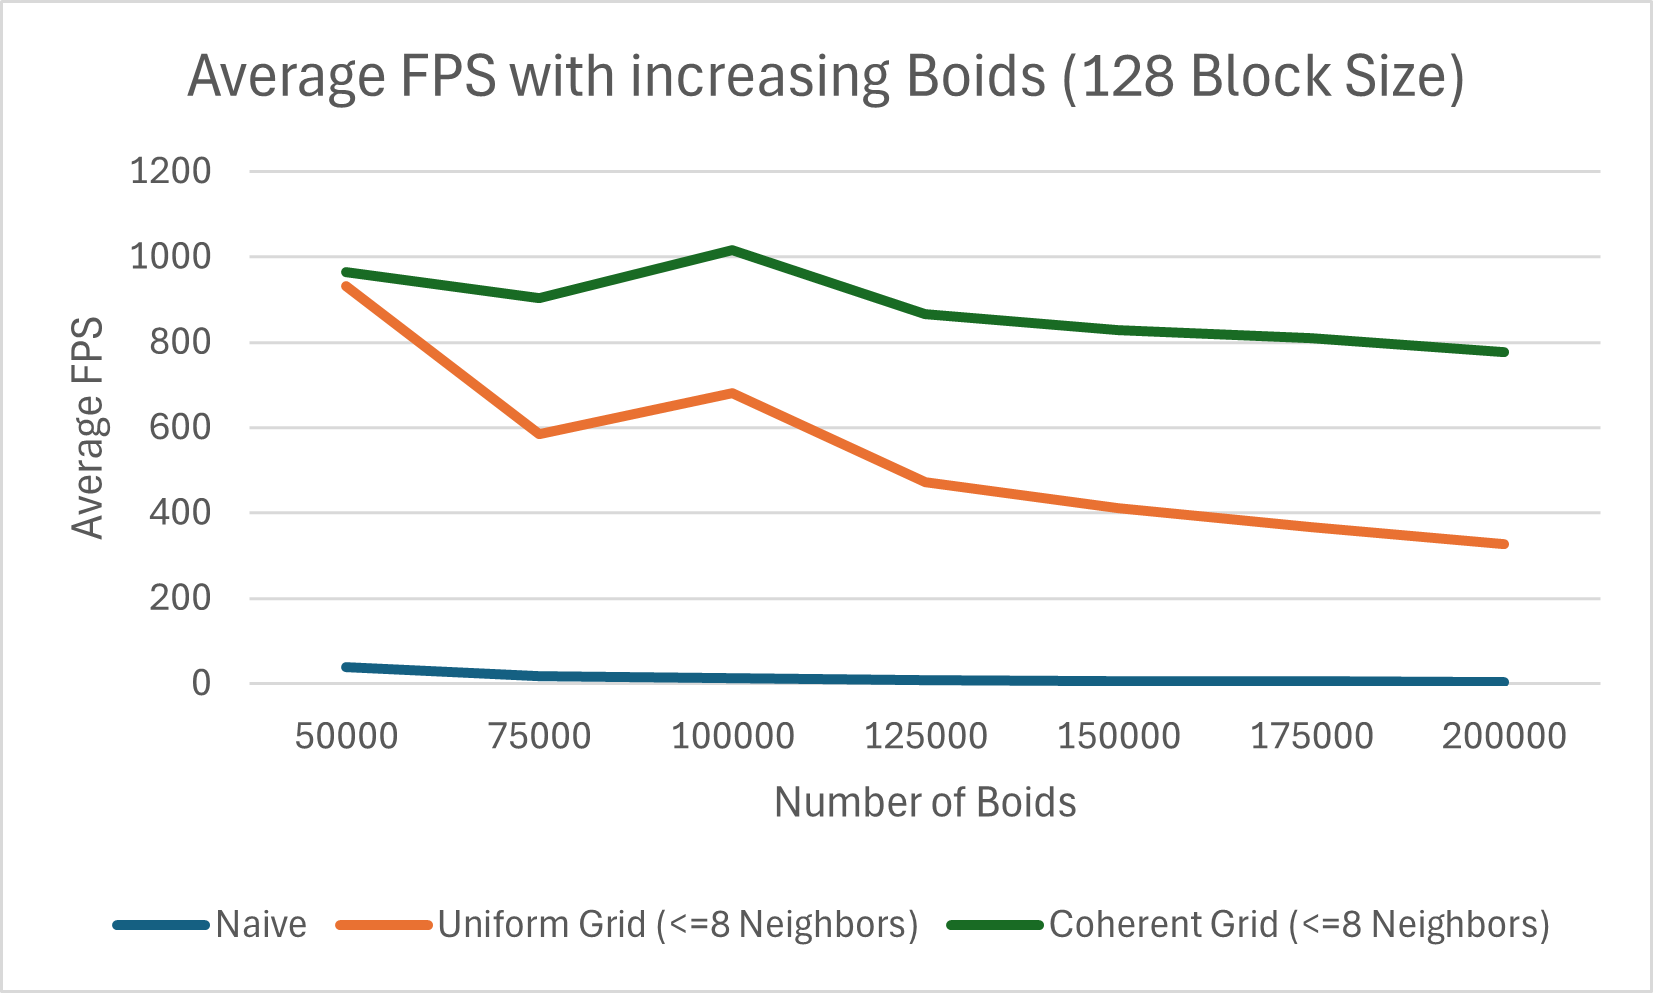 Average FPS with increasing Boids (128 Block Size)
1200
1000
800
600
400
200
0
Average FPS
50000 75000 100000 125000 150000 175000 200000
Number of Boids
Naive Uniform Grid (<=8 Neighbors) Coherent Grid (<=8 Neighbors)